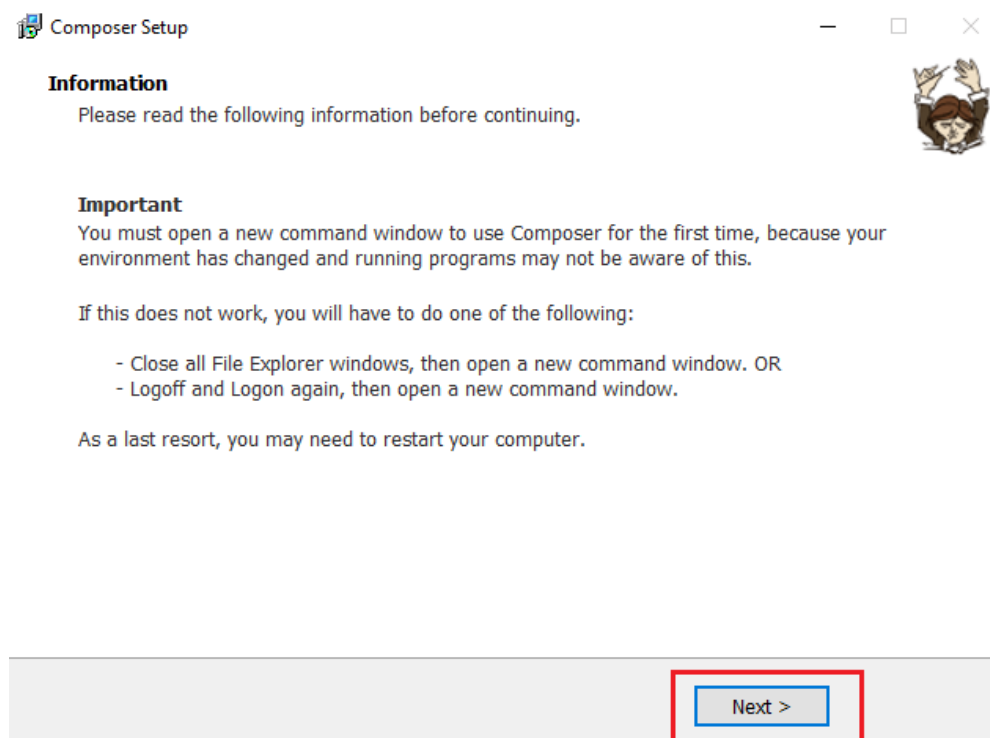 Composer Setup
Information
Please read the following information before continuing.
Important
You must open a new command window to use Composer for the first time, because your
environment has changed and running programs may not be aware of this.
If this does not work, you will have to do one of the following:
- Close all File Explorer windows, then open a new command window. OR
- Logoff and Logon again, then open a new command window.
As a last resort, you may need to restart your computer.
Next >